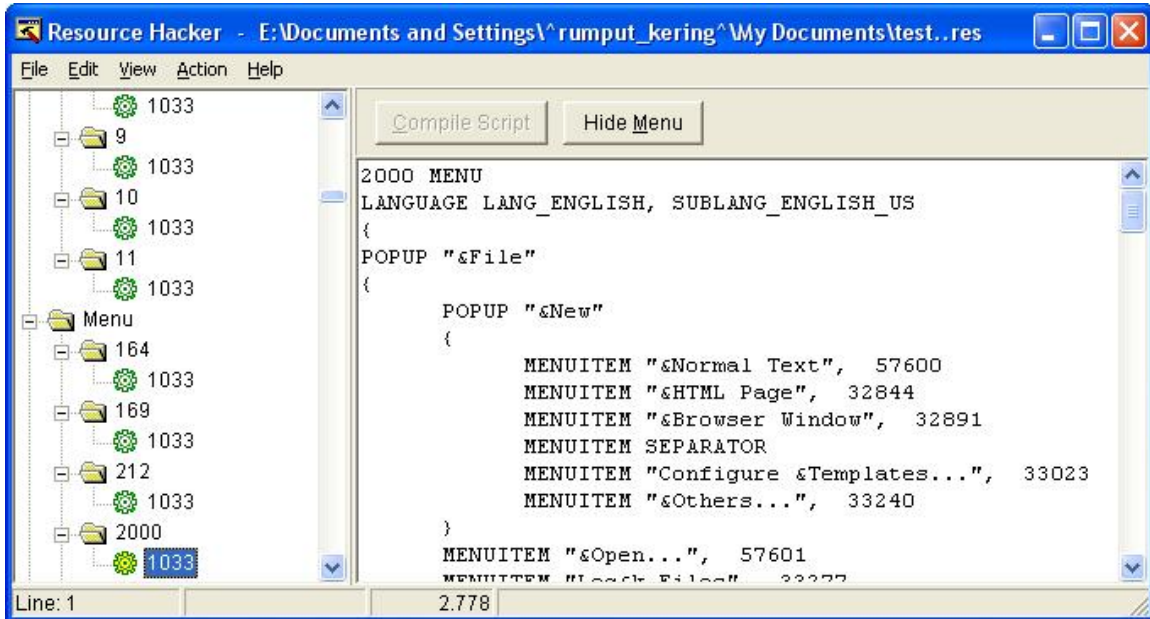 Resource Hacker - E:\Documents and Settings\^rumput_kering^\My Documents\test..res
File Edit View Action Help
1033
9
1033
10
1033
11
1033
Menu
164
1033
169
1033
212
1033
2000
1033
Compile Script Hide Menu
2000 MENU
LANGUAGE LANG_ENGLISH, SUBLANG_ENGLISH_US
{
POPUP "&File"
{
POPUP "&New"
{
MENUITEM "&Normal Text", 57600
MENUITEM "&HTML Page", 32844
MENUITEM "&Browser Window", 32891
MENUITEM SEPARATOR
MENUITEM "Configure &Templates...", 33023
MENUITEM "&Others...", 33240
}
MENUITEM "&Open...", 57601
MENUITEM
Line: 1 2.778